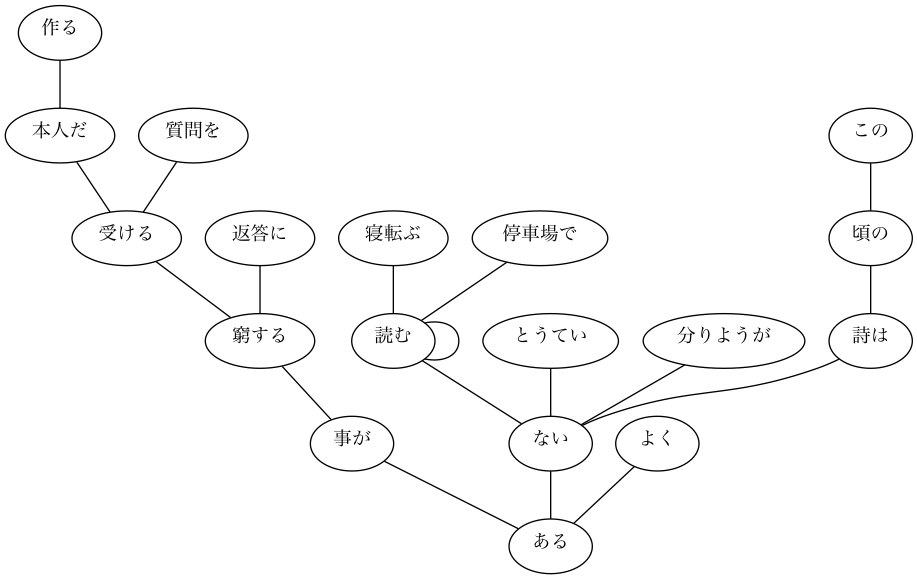 作る
本人だ
質問を
この
受ける
返答に
寝転ぶ
停車場で
頃の
窮する
読む
とうてい
分りようが
詩は
事が
ない
よく
ある